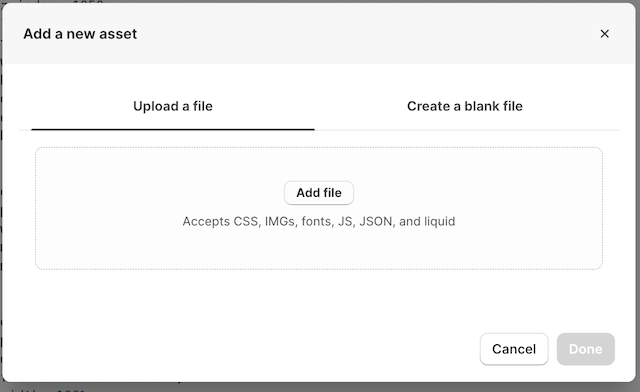 Add a new asset
Upload a file
Create a blank file
Add file
Accepts CSS, IMGs, fonts, JS, JSON, and liquid
Cancel
Done